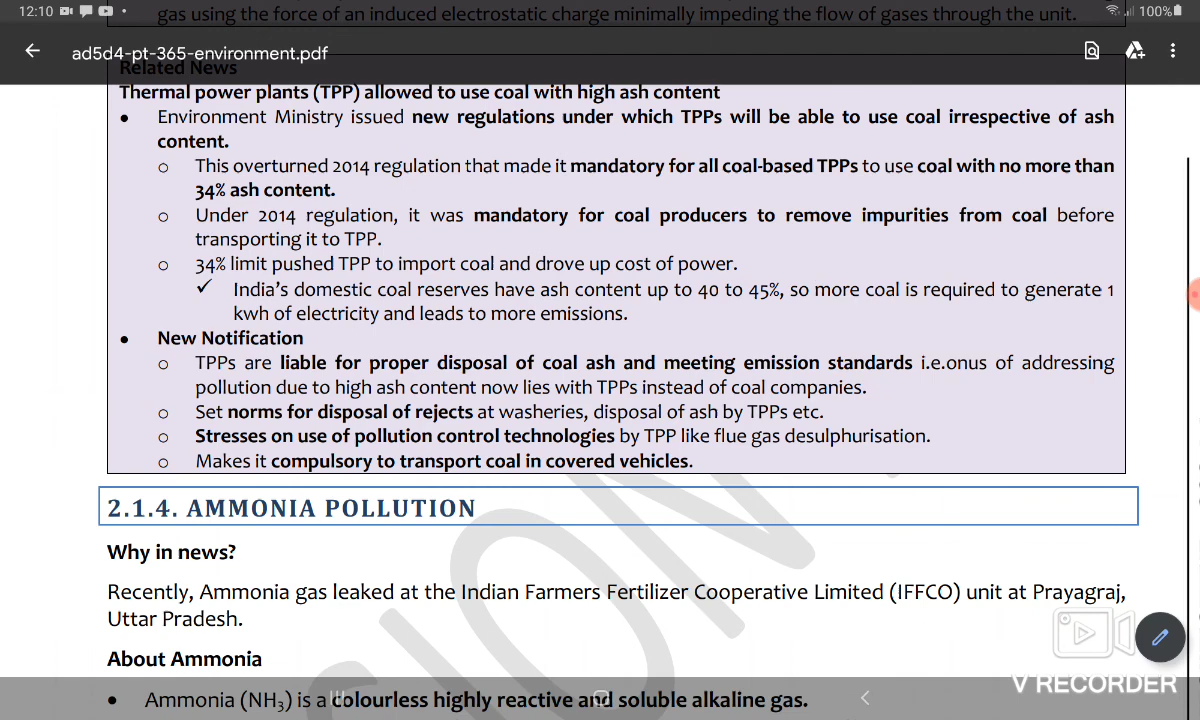 12:10
100%
gas using the force of an induced electrostatic charge minimally impeding the flow of gases through the unit.
ad5d4-pt-365-environment.pdf
Related News
Thermal power plants (TPP) allowed to use coal with high ash content
• Environment Ministry issued new regulations under which TPPs will be able to use coal irrespective of ash
content.
o This overturned 2014 regulation that made it mandatory for all coal-based TPPs to use coal with no more than
34% ash content.
o Under 2014 regulation, it was mandatory for coal producers to remove impurities from coal before
transporting it to TPP.
o 34% limit pushed TPP to import coal and drove up cost of power.
✓ India's domestic coal reserves have ash content up to 40 to 45%, so more coal is required to generate 1
kwh of electricity and leads to more emissions.
• New Notification
o TPPs are liable for proper disposal of coal ash and meeting emission standards i.e.onus of addressing
pollution due to high ash content now lies with TPPs instead of coal companies.
o Set norms for disposal of rejects at washeries, disposal of ash by TPPs etc.
o Stresses on use of pollution control technologies by TPP like flue gas desulphurisation.
o Makes it compulsory to transport coal in covered vehicles.
2.1.4. AMMONIA POLLUTION
Why in news?
Recently, Ammonia gas leaked at the Indian Farmers Fertilizer Cooperative Limited (IFFCO) unit at Prayagraj,
Uttar Pradesh.
About Ammonia
• Ammonia (NH₃) is a colourless highly reactive and soluble alkaline gas.
V RECORDER